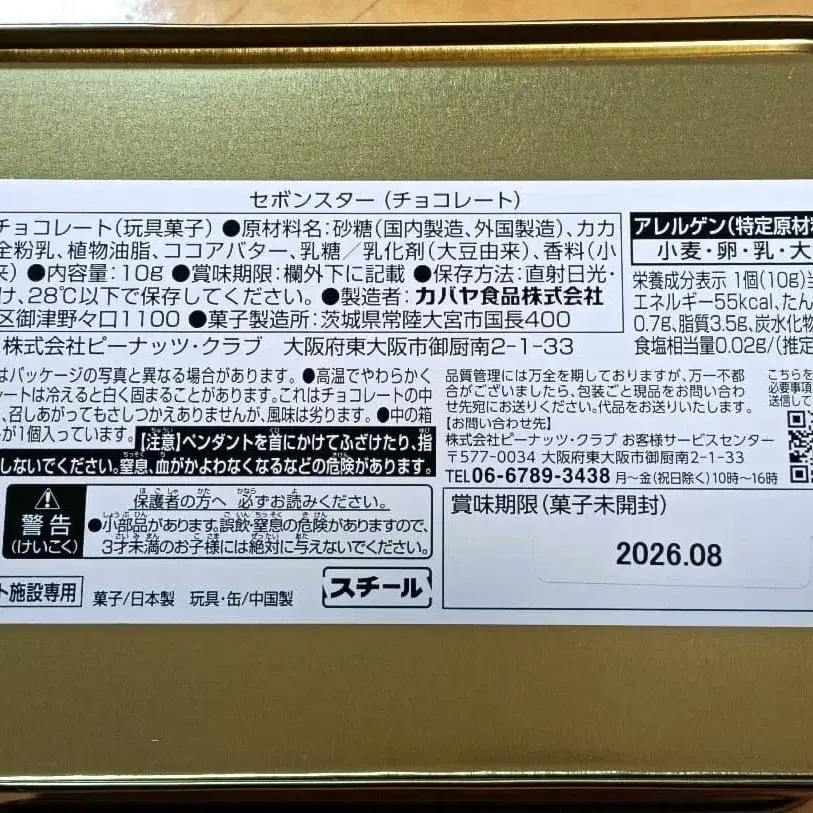 セボンスター(チョコレート)
チョコレート(玩具菓子) ●原材料名:砂糖(国内製造、外国製造)、カカ
全粉乳、植物油脂、ココアバター、乳糖/乳化剤(大豆由来)、香料(小
来) ●内容量:10g ●賞味期限:欄外下に記載 ●保存方法:直射日光・
け、28℃以下で保存してください。●製造者:カバヤ食品株式会社
区御津野々口1100 ●菓子製造所:茨城県常陸大宮市国長400
株式会社ピーナッツ・クラブ 大阪府東大阪市御厨南2-1-33
アレルゲン(特定原材料
小麦・卵・乳・大
栄養成分表示 1個(10g)当
エネルギー55kcal、たん
0.7g、脂質3.5g、炭水化物
食塩相当量0.02g/(推定
はパッケージの写真と異なる場合があります。●高温でやわらかく
レートは冷えると白く固まることがあります。これはチョコレートの中
、召しあがってもさしつかえありませんが、風味は劣ります。●中の箱
が1個入っています。
【注意】ペンダントを首にかけてふざけたり、指
しないでください。窒息、血がかよわなくなるなどの危険があります。
警告
(けいこく)
保護者の方へ 必ずお読みください。
●小部品があります。誤飲・窒息の危険がありますので、
3才未満のお子様には絶対に与えないでください。
ト施設専用
菓子/日本製 玩具・缶/中国製
スチール
品質管理には万全を期しておりますが、万一不都
合がございましたら、包装ごと現品をお問い合わ
せ先宛にお送りください。代品をお送りいたします。
【お問い合わせ先】
株式会社ピーナッツ・クラブ お客様サービスセンター
〒577-0034 大阪府東大阪市御厨南2-1-33
TEL06-6789-3438 月~金(祝日除く)10時~16時
こちらを
必要事項
送信して
賞味期限(菓子未開封)
2026.08